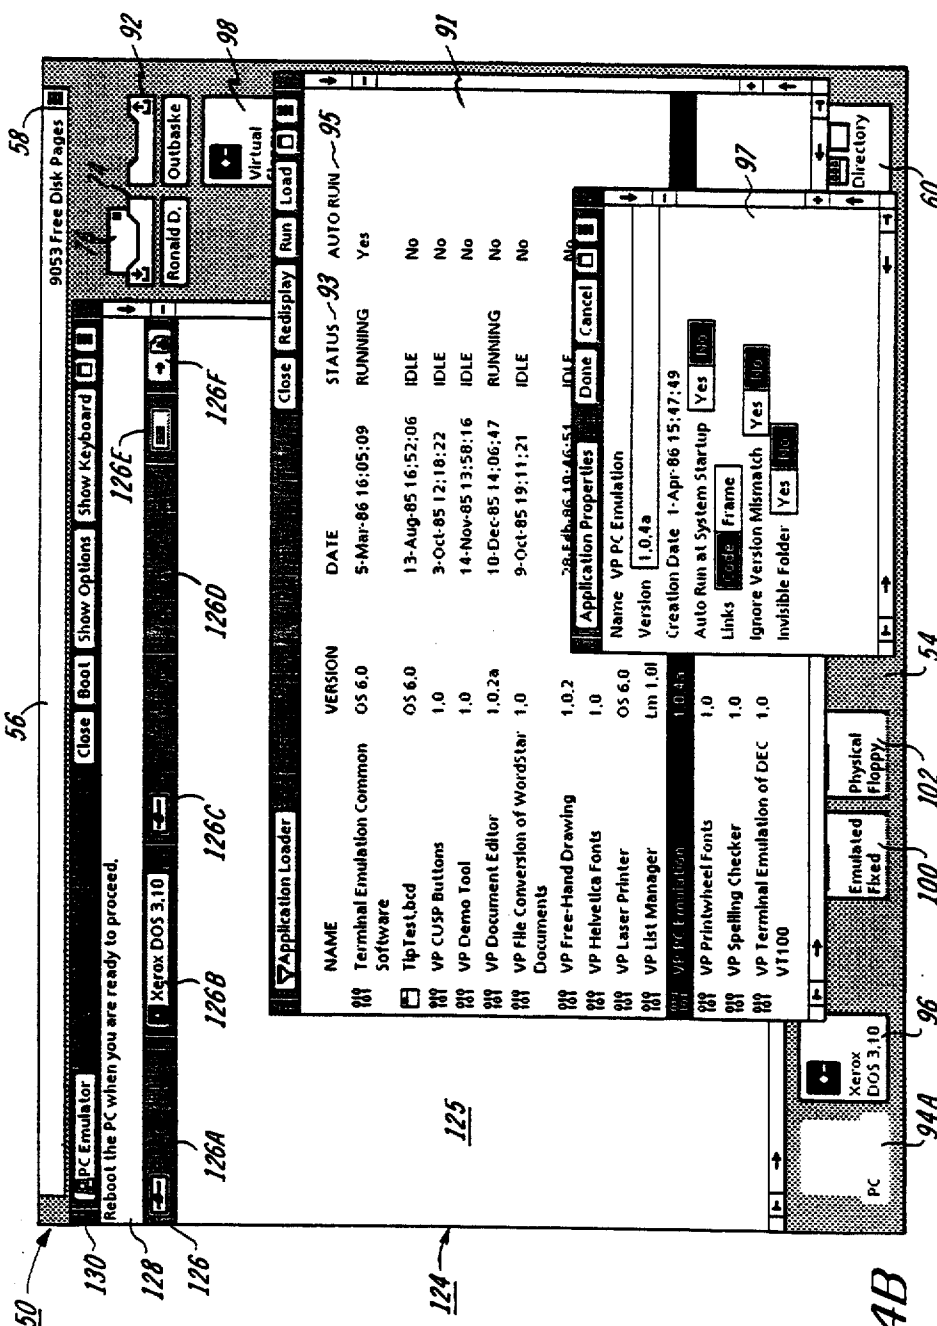 50
56
58
9053 Free Disk Pages
130
PC Emulator
Close
Boot
Show Options
Show Keyboard
128
Reboot the PC when you are ready to proceed.
126
126A
Xerox DOS 3.10
126B
126C
126D
126E
126F
74
92
Ronald D.
Outbaske
98
Virtual
124
125
91
Application Loader
Close
Redisplay
Run
Load
NAME VERSION DATE STATUS 93 AUTO RUN 95
Terminal Emulation Common OS 6.0 5-Mar-86 16:05:09 RUNNING Yes
Software
TipTest.bcd OS 6.0 13-Aug-85 16:52:06 IDLE No
VP CUSP Buttons 1.0 3-Oct-85 12:18:22 IDLE No
VP Demo Tool 1.0 14-Nov-85 13:58:16 IDLE No
VP Document Editor 1.0.2a 10-Dec-85 14:06:47 RUNNING No
VP File Conversion of WordStar 1.0 9-Oct-85 19:11:21 IDLE No
Documents
VP Free-Hand Drawing 1.0.2 28-Feb-86 19:46:51 IDLE No
VP Helvetica Fonts 1.0
VP Laser Printer OS 6.0
VP List Manager Lm 1.0l
VP PC Emulation 1.0.4a
VP Printwheel Fonts 1.0
VP Spelling Checker 1.0
VP Terminal Emulation of DEC 1.0
VT100
Application Properties
Done
Cancel
97
Name VP PC Emulation
Version 1.0.4a
Creation Date 1-Apr-86 15:47:49
Auto Run at System Startup Yes No
Links Code Frame
Ignore Version Mismatch Yes No
Invisible Folder Yes No
PC
94A
Xerox
DOS 3.10
96
Emulated
Fixed
100
Physical
Floppy
102
54
Directory
60
4B